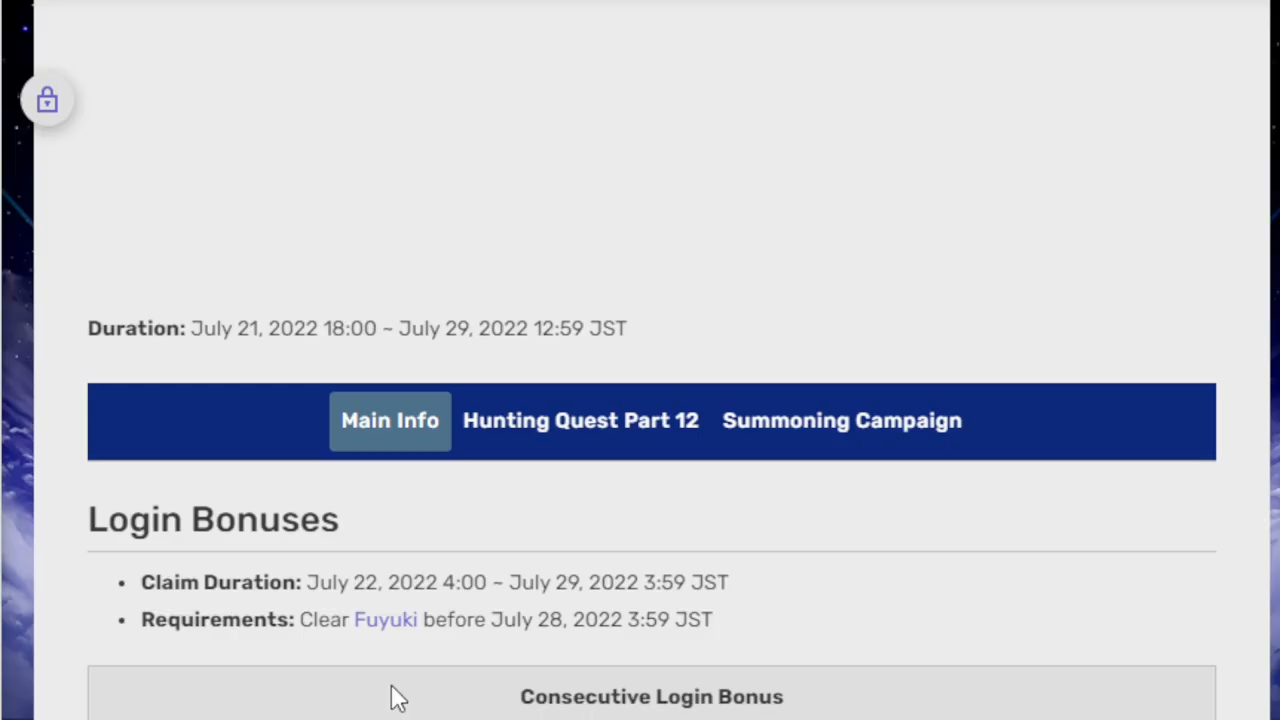 Duration: July 21, 2022 18:00 ~ July 29, 2022 12:59 JST
Main Info Hunting Quest Part 12 Summoning Campaign
Login Bonuses
• Claim Duration: July 22, 2022 4:00 ~ July 29, 2022 3:59 JST
• Requirements: Clear Fuyuki before July 28, 2022 3:59 JST
Consecutive Login Bonus